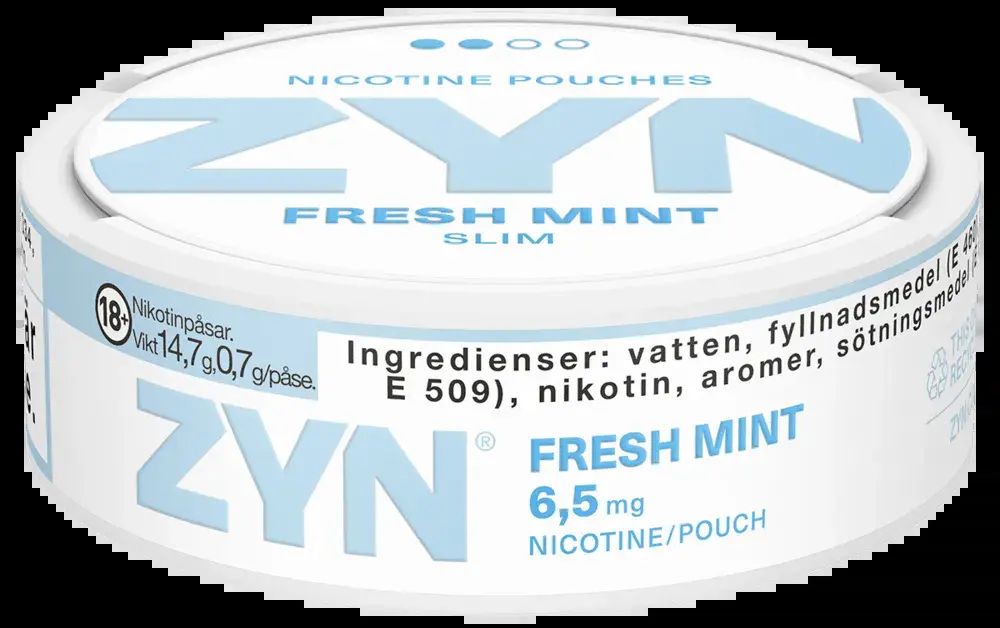 NICOTINE POUCHES
ZYN
FRESH MINT
SLIM
18+
Nikotinpåsar.
Vikt 14,7 g, 0,7 g/påse.
Ingredienser: vatten, fyllnadsmedel (E 460,
E 509), nikotin, aromer, sötningsmedel
ZYN®
FRESH MINT
6,5 mg
NICOTINE/POUCH